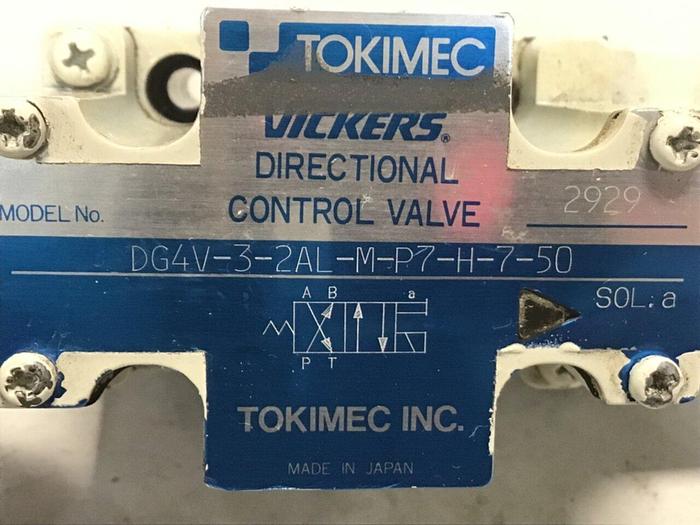 TOKIMEC
VICKERS®
DIRECTIONAL
CONTROL VALVE
MODEL No.
2929
DG4V-3-2AL-M-P7-H-7-50
A B a
P T
SOL.a
TOKIMEC INC.
MADE IN JAPAN